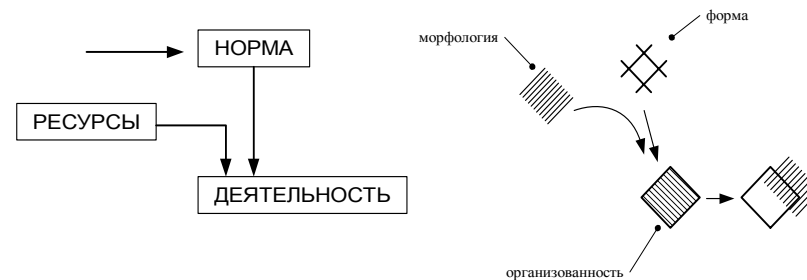 НОРМА
РЕСУРСЫ
ДЕЯТЕЛЬНОСТЬ
форма
морфология
организованность